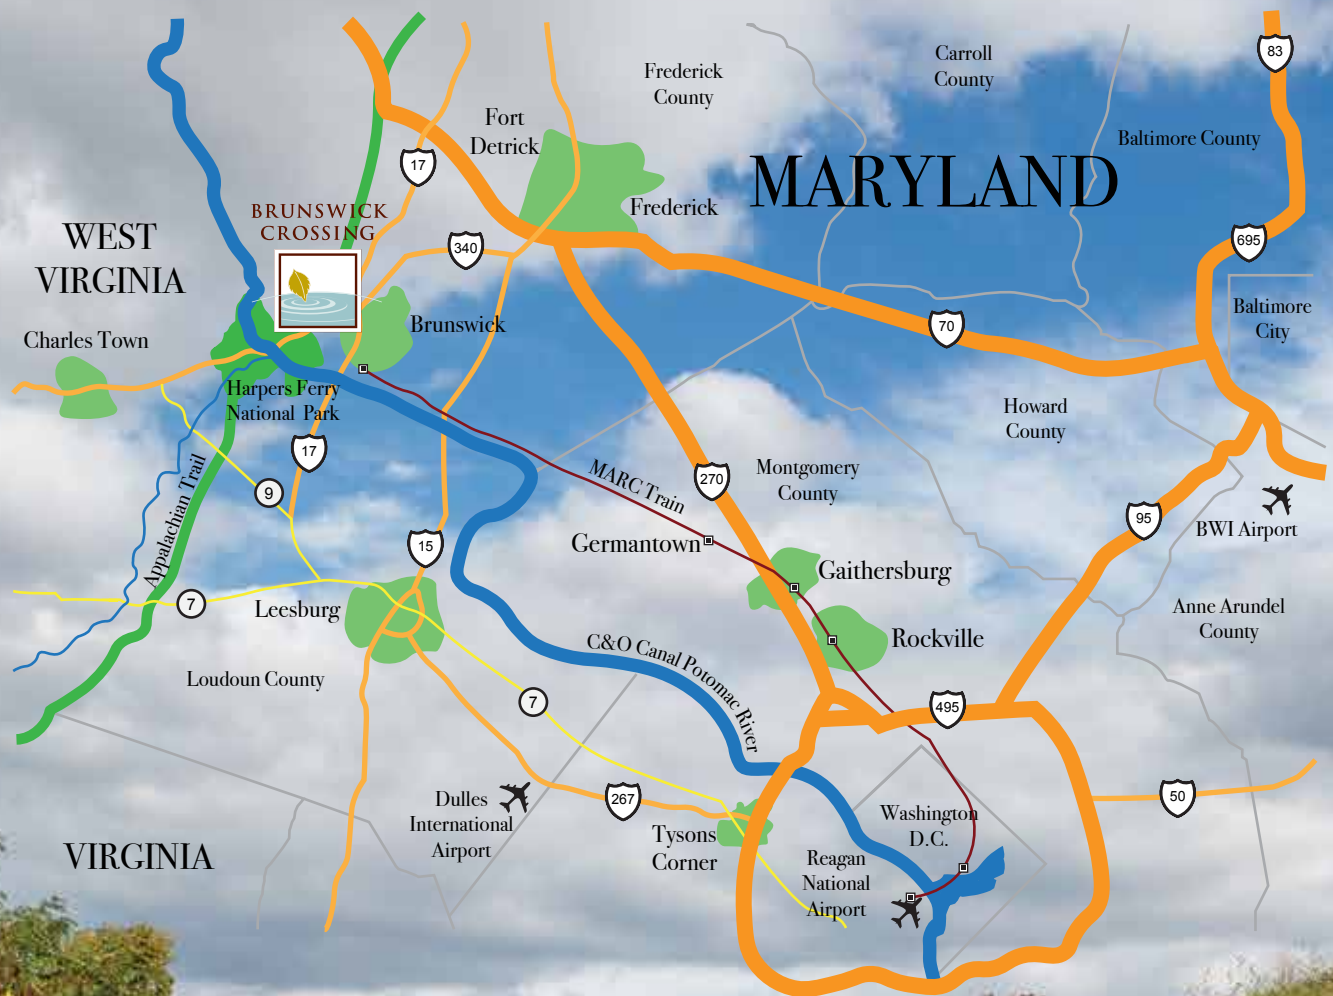 83
Carroll
County
Frederick
County
Fort
Detrick
Baltimore County
17
MARYLAND
BRUNSWICK
CROSSING
Frederick
WEST
VIRGINIA
340
695
Baltimore
City
Charles Town
Brunswick
70
Harpers Ferry
National Park
Howard
County
17
MARC Train
270
Montgomery
County
9
Appalachian Trail
95
BWI Airport
15
Germantown
Gaithersburg
7
Leesburg
Anne Arundel
County
Rockville
C&O Canal Potomac River
Loudoun County
7
495
Dulles
International
Airport
267
50
Washington
D.C.
Tysons
Corner
VIRGINIA
Reagan
National
Airport